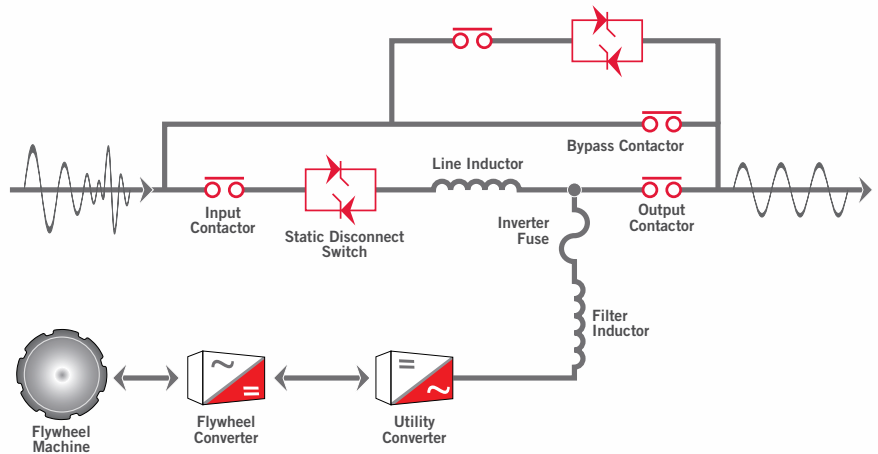 Bypass Contactor
Line Inductor
Input
Contactor
Static Disconnect
Switch
Inverter
Fuse
Output
Contactor
Filter
Inductor
Flywheel
Machine
Flywheel
Converter
Utility
Converter